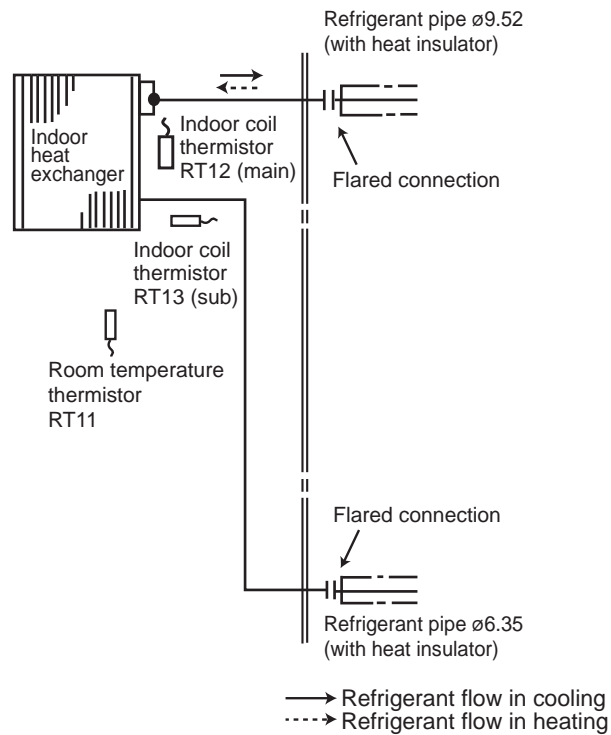 Refrigerant pipe ø9.52
(with heat insulator)
Indoor
heat
exchanger
Indoor coil
thermistor
RT12 (main)
Flared connection
Indoor coil
thermistor
RT13 (sub)
Room temperature
thermistor
RT11
Flared connection
Refrigerant pipe ø6.35
(with heat insulator)
Refrigerant flow in cooling
Refrigerant flow in heating